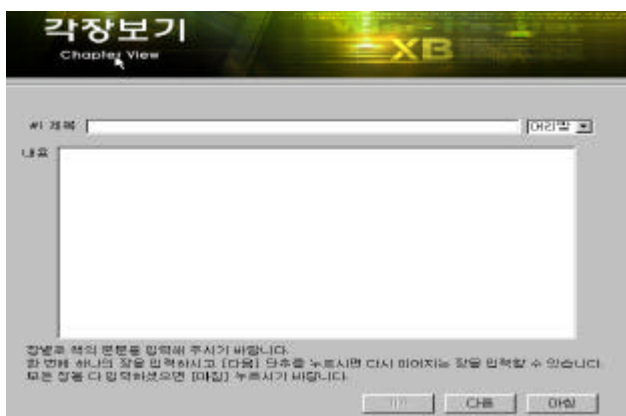 각장보기
Chapter View
XB
#1 제목
머리말
내용
장별로 책의 본문을 입력해 주시기 바랍니다.
한 번에 하나의 장을 입력하시고 [다음] 단추를 누르시면 다시 이어지는 장을 입력할 수 있습니다.
모든 장을 다 입력하셨으면 [마침] 누르시기 바랍니다.
다음
마침